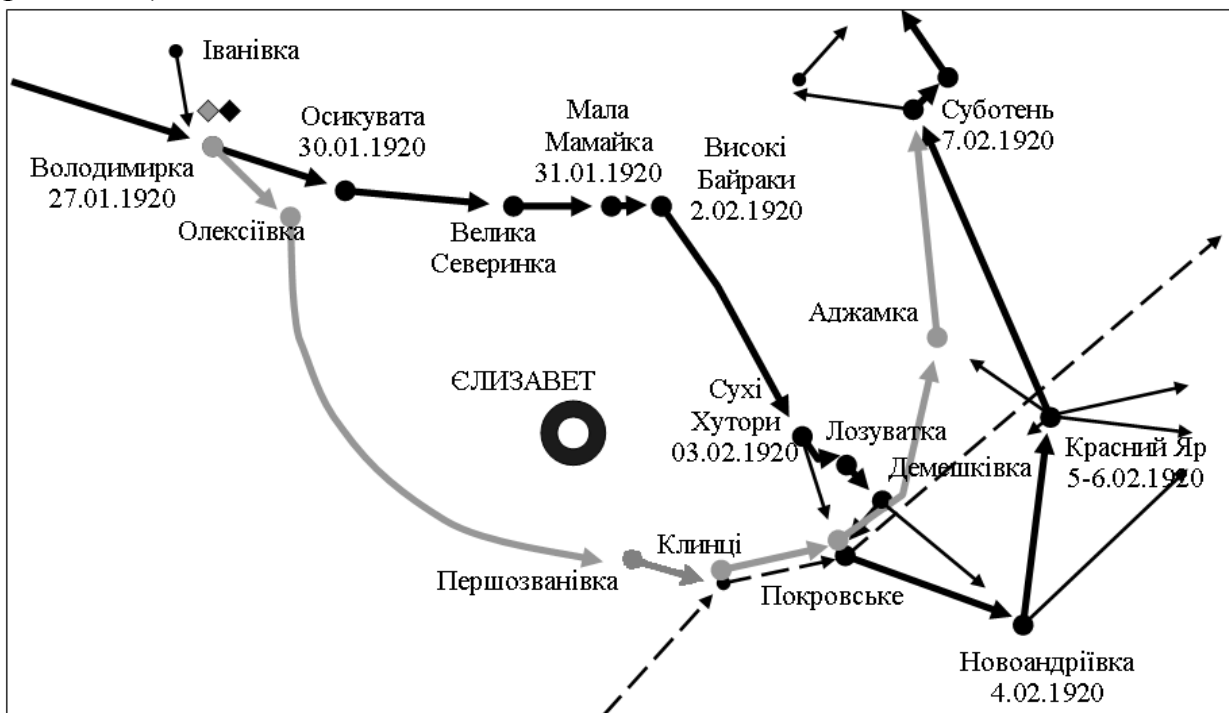 Іванівка
Осикувата
30.01.1920
Мала
Мамайка
31.01.1920
Високі
Байраки
2.02.1920
Суботень
7.02.1920
Володимирка
27.01.1920
Олексіївка
Велика
Северинка
Аджамка
ЄЛИЗАВЕТ
Сухі
Хутори
03.02.1920
Лозуватка
Демешківка
Красний Яр
5-6.02.1920
Клинці
Першозванівка
Покровське
Новоандріївка
4.02.1920